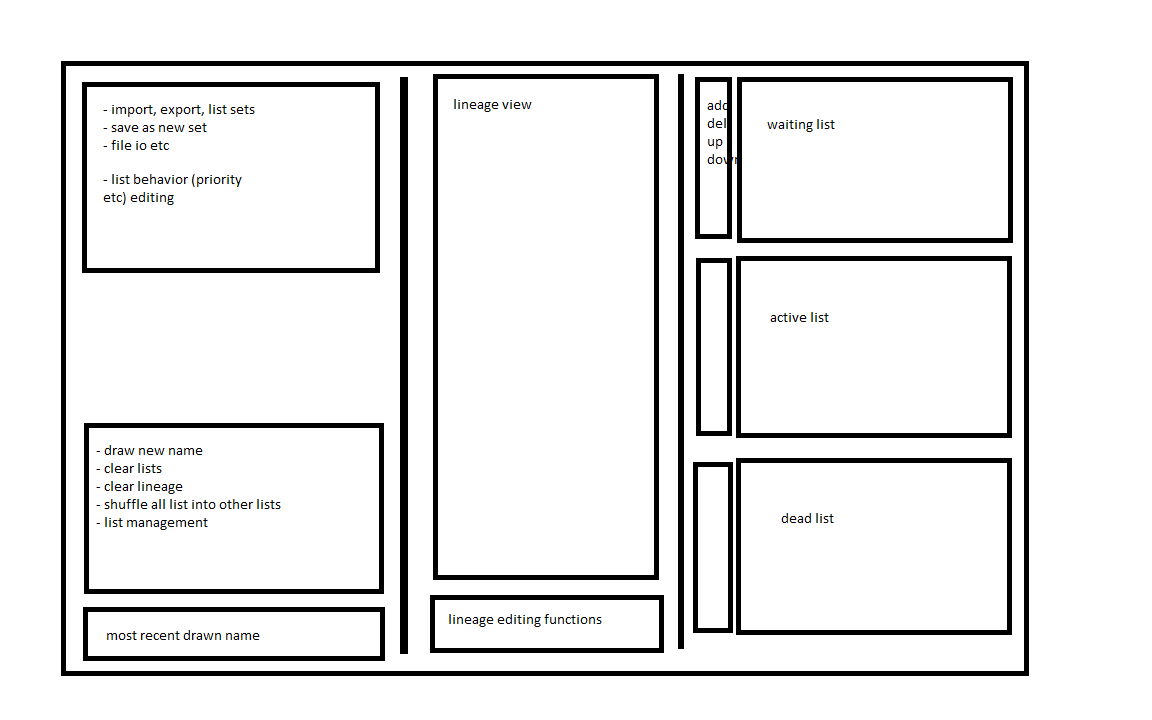 - import, export, list sets
- save as new set
- file io etc
- list behavior (priority
etc) editing
- draw new name
- clear lists
- clear lineage
- shuffle all list into other lists
- list management
most recent drawn name
lineage view
lineage editing functions
add
del
up
down
waiting list
active list
dead list